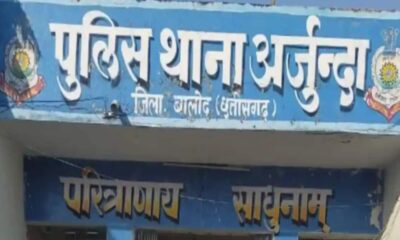 पुलिस थाना अर्जुन्दा
जिला बालोद (छत्तीसगढ़)
परित्राणाय साधुनाम्